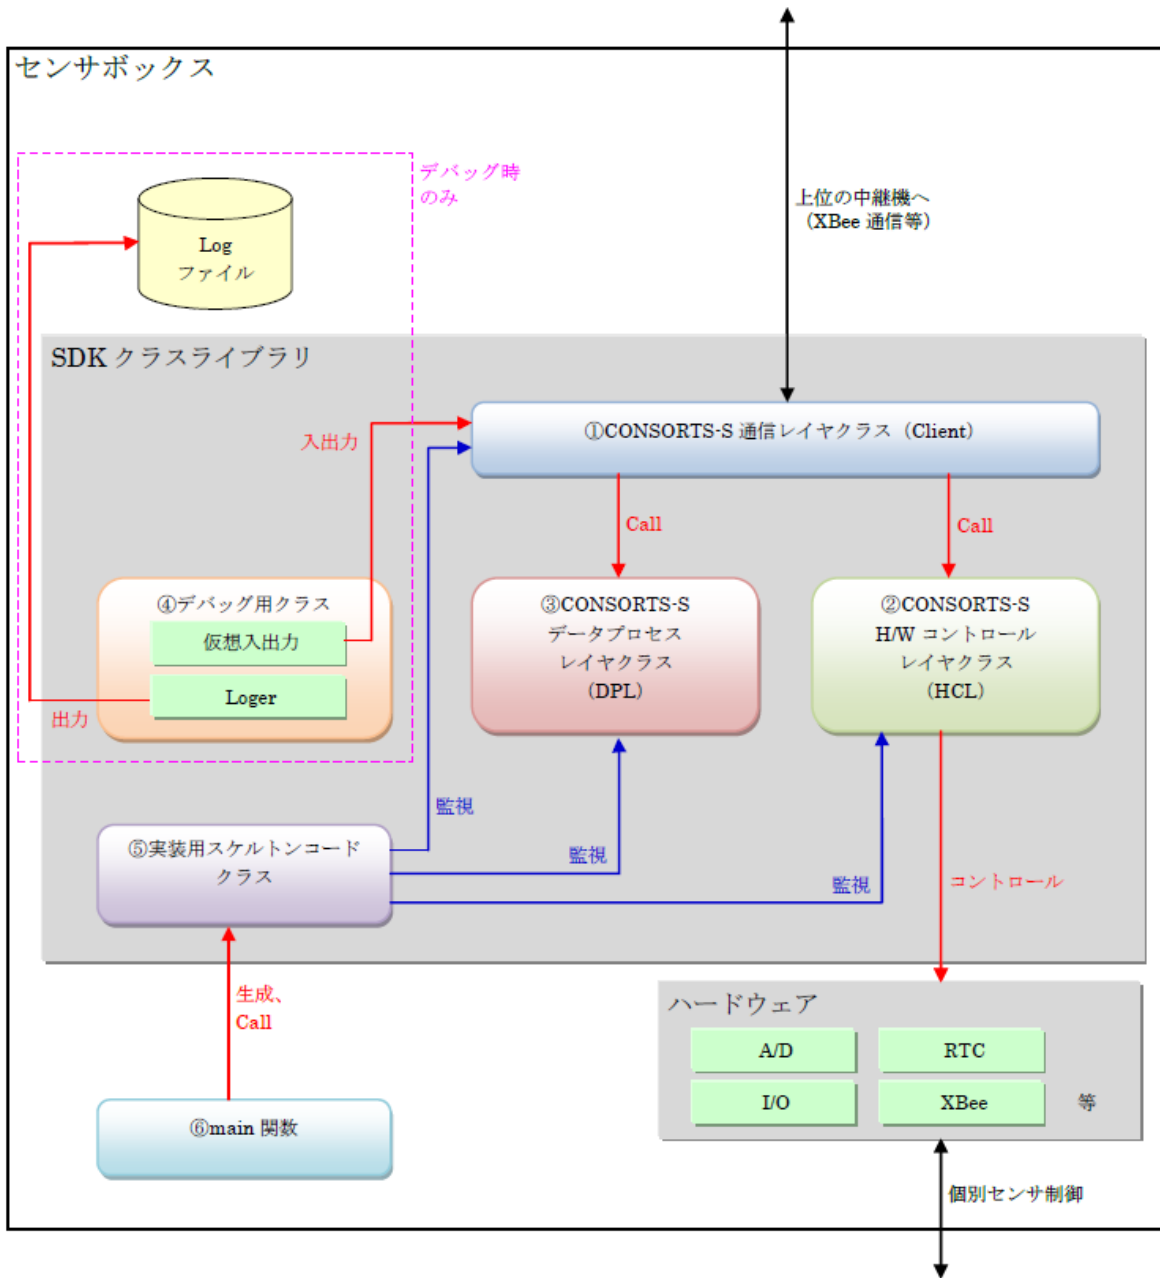 センサボックス
デバッグ時
のみ
上位の中継機へ
（XBee 通信等）
Log
ファイル
SDK クラスライブラリ
入出力
①CONSORTS-S 通信レイヤクラス（Client）
Call
Call
④デバッグ用クラス
仮想入出力
Loger
出力
③CONSORTS-S
データプロセス
レイヤクラス
（DPL）
②CONSORTS-S
H/W コントロール
レイヤクラス
（HCL）
監視
監視
監視
コントロール
⑤実装用スケルトンコード
クラス
生成、
Call
ハードウェア
A/D
RTC
I/O
XBee
等
⑥main 関数
個別センサ制御